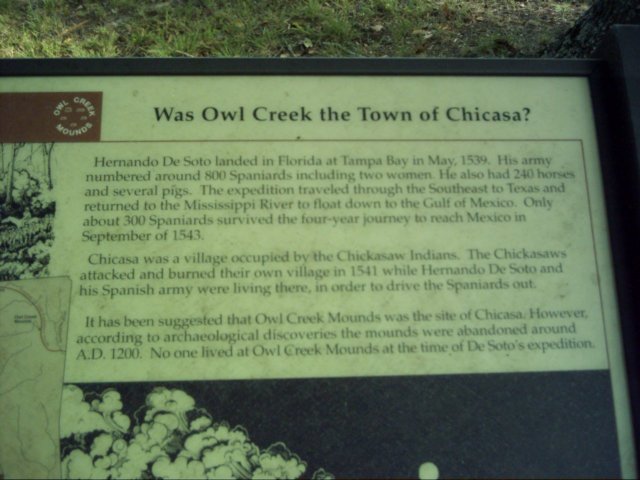 OWL CREEK
MOUNDS
Was Owl Creek the Town of Chicasa?
Hernando De Soto landed in Florida at Tampa Bay in May, 1539. His army
numbered around 800 Spaniards including two women. He also had 240 horses
and several pigs. The expedition traveled through the Southeast to Texas and
returned to the Mississippi River to float down to the Gulf of Mexico. Only
about 300 Spaniards survived the four-year journey to reach Mexico in
September of 1543.
Chicasa was a village occupied by the Chickasaw Indians. The Chickasaws
attacked and burned their own village in 1541 while Hernando De Soto and
his Spanish army were living there, in order to drive the Spaniards out.
It has been suggested that Owl Creek Mounds was the site of Chicasa. However,
according to archaeological discoveries the mounds were abandoned around
A.D. 1200. No one lived at Owl Creek Mounds at the time of De Soto's expedition.
Owl Creek
Mounds